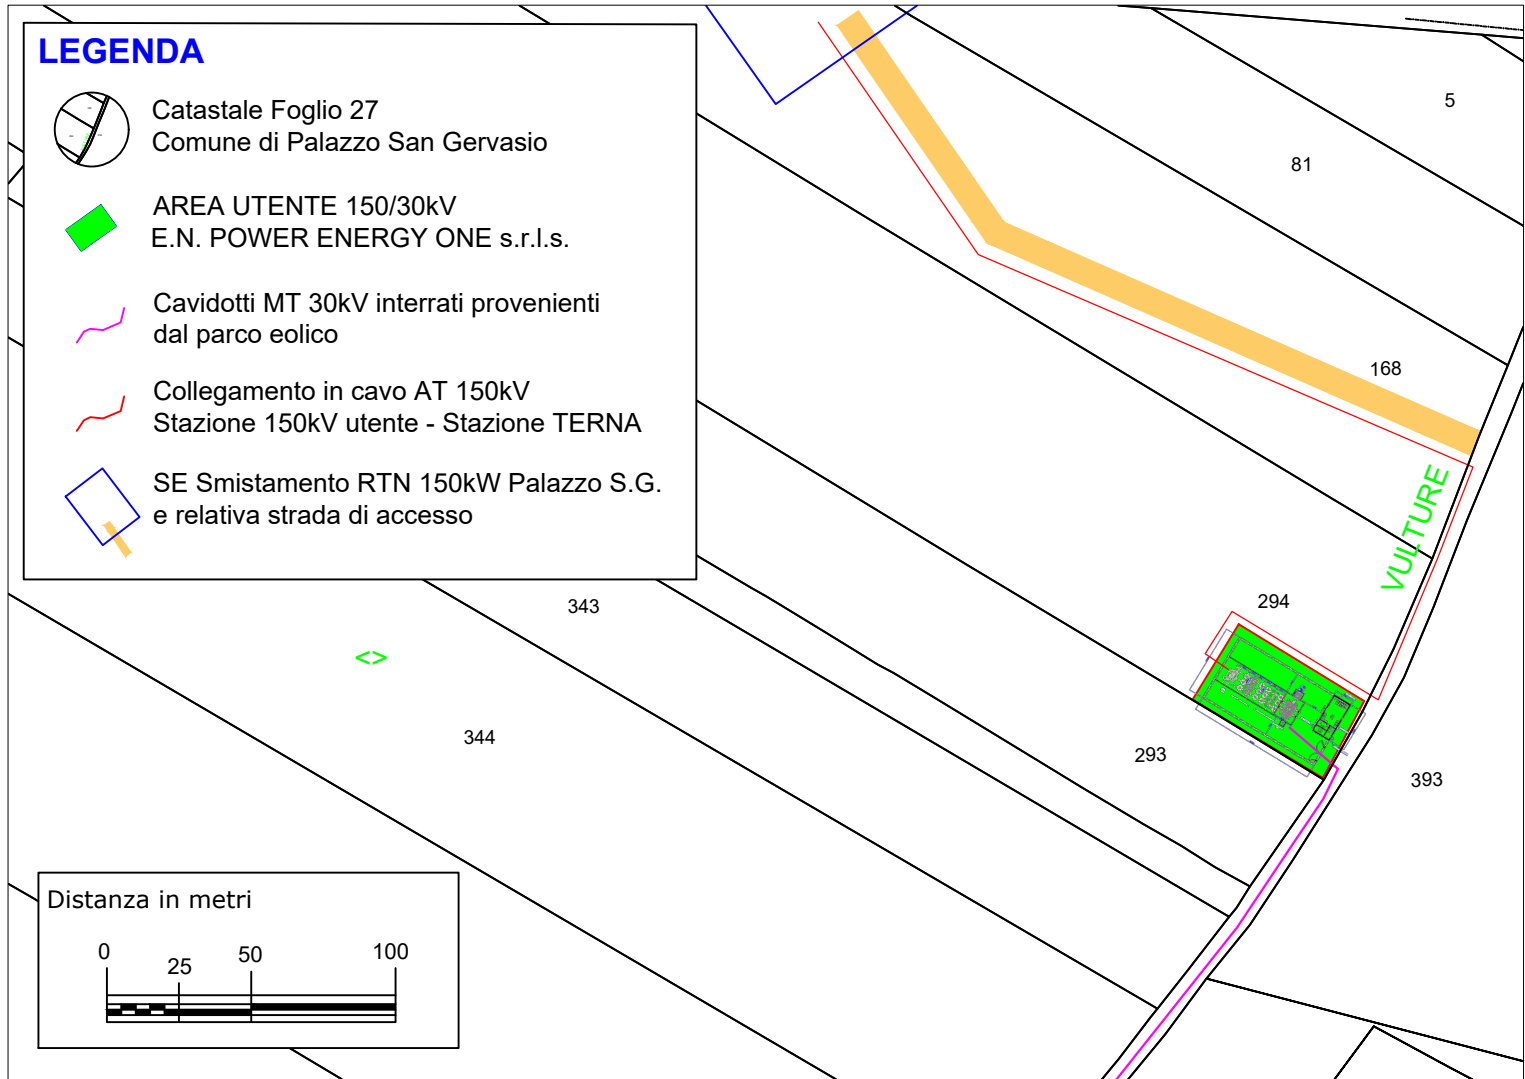 LEGENDA
Catastale Foglio 27
Comune di Palazzo San Gervasio
AREA UTENTE 150/30kV
E.N. POWER ENERGY ONE s.r.l.s.
Cavidotti MT 30kV interrati provenienti
dal parco eolico
Collegamento in cavo AT 150kV
Stazione 150kV utente - Stazione TERNA
SE Smistamento RTN 150kW Palazzo S.G.
e relativa strada di accesso
5
81
168
VULTURE
294
343
<>
344
293
393
Distanza in metri
0
25
50
100